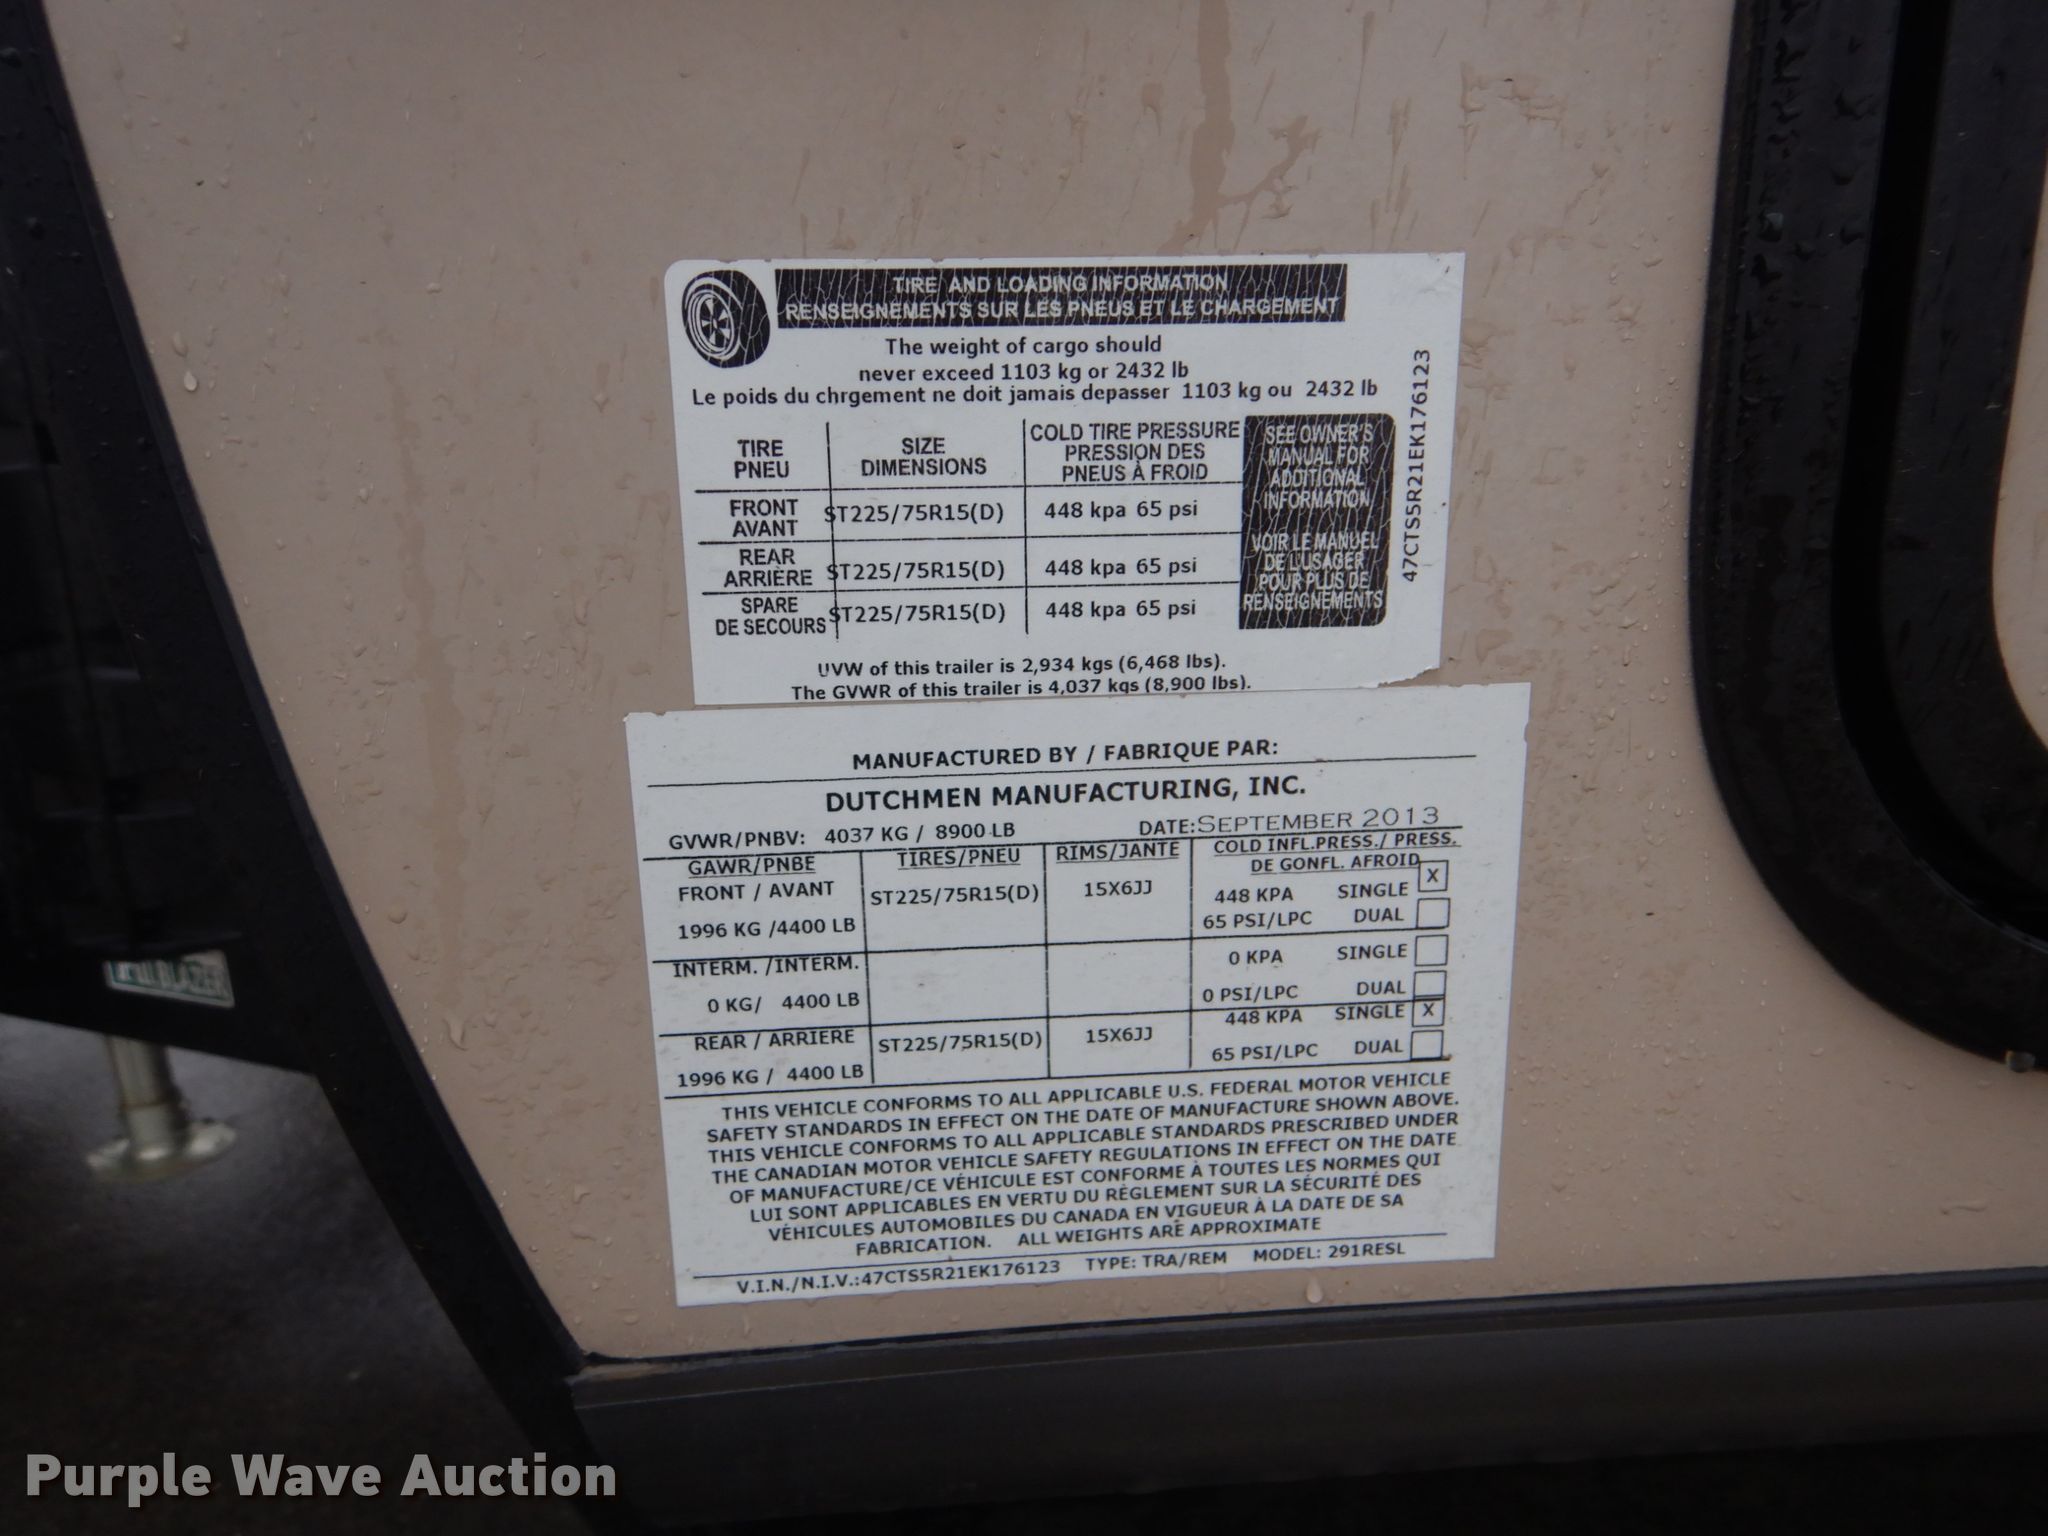 TIRE AND LOADING INFORMATION
RENSEIGNEMENTS SUR LES PNEUS ET LE CHARGEMENT
The weight of cargo should
never exceed 1103 kg or 2432 lb
Le poids du chrgement ne doit jamais depasser 1103 kg ou 2432 lb
TIRE PNEU SIZE DIMENSIONS COLD TIRE PRESSURE PRESSION DES PNEUS À FROID
FRONT AVANT ST225/75R15(D) 448 kpa 65 psi
REAR ARRIÈRE ST225/75R15(D) 448 kpa 65 psi
SPARE DE SECOURS ST225/75R15(D) 448 kpa 65 psi
SEE OWNER'S
MANUAL FOR
ADDITIONAL
INFORMATION
VOIR LE MANUEL
DE L'USAGER
POUR PLUS DE
RENSEIGNEMENTS
47CTS5R21EK176123
UVW of this trailer is 2,934 kgs (6,468 lbs).
The GVWR of this trailer is 4,037 kgs (8,900 lbs).
MANUFACTURED BY / FABRIQUE PAR:
DUTCHMEN MANUFACTURING, INC.
GVWR/PNBV: 4037 KG / 8900 LB DATE: SEPTEMBER 2013
GAWR/PNBE TIRES/PNEU RIMS/JANTE COLD INFL.PRESS./ PRESS.
DE GONFL. AFROID
FRONT / AVANT ST225/75R15(D) 15X6JJ 448 KPA SINGLE X
1996 KG /4400 LB 65 PSI/LPC DUAL
INTERM. /INTERM. 0 KPA SINGLE
0 KG/ 4400 LB 0 PSI/LPC DUAL
REAR / ARRIERE ST225/75R15(D) 15X6JJ 448 KPA SINGLE X
1996 KG / 4400 LB 65 PSI/LPC DUAL
THIS VEHICLE CONFORMS TO ALL APPLICABLE U.S. FEDERAL MOTOR VEHICLE
SAFETY STANDARDS IN EFFECT ON THE DATE OF MANUFACTURE SHOWN ABOVE.
THIS VEHICLE CONFORMS TO ALL APPLICABLE STANDARDS PRESCRIBED UNDER
THE CANADIAN MOTOR VEHICLE SAFETY REGULATIONS IN EFFECT ON THE DATE
OF MANUFACTURE/CE VÉHICULE EST CONFORME À TOUTES LES NORMES QUI
LUI SONT APPLICABLES EN VERTU DU RÈGLEMENT SUR LA SÉCURITÉ DES
VÉHICULES AUTOMOBILES DU CANADA EN VIGUEUR À LA DATE DE SA
FABRICATION. ALL WEIGHTS ARE APPROXIMATE
V.I.N./N.I.V.:47CTS5R21EK176123 TYPE: TRA/REM MODEL: 291RESL
Purple Wave Auction